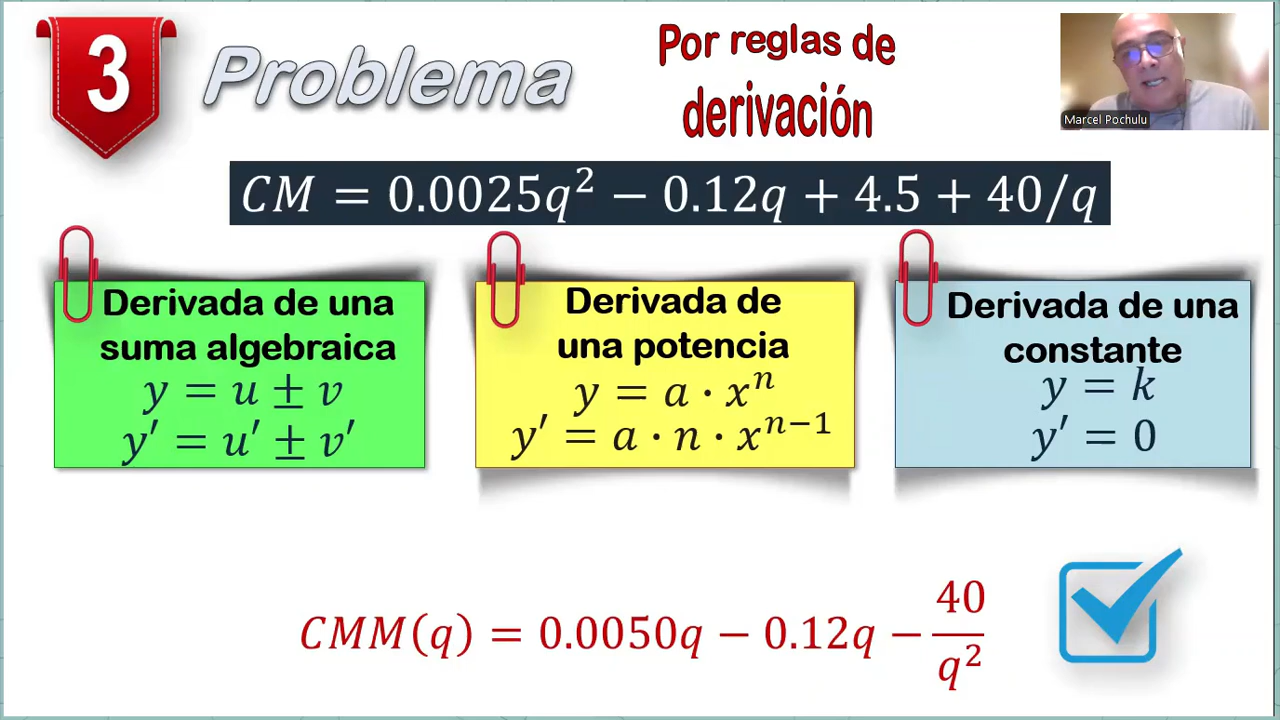 3
Problema
Por reglas de
derivación
Marcel Pochulu
CM = 0.0025q² − 0.12q + 4.5 + 40/q
Derivada de una
suma algebraica
y = u ± v
y′ = u′ ± v′
Derivada de
una potencia
y = a · xⁿ
y′ = a · n · xⁿ⁻¹
Derivada de una
constante
y = k
y′ = 0
CMM(q) = 0.0050q − 0.12q − 40/q²